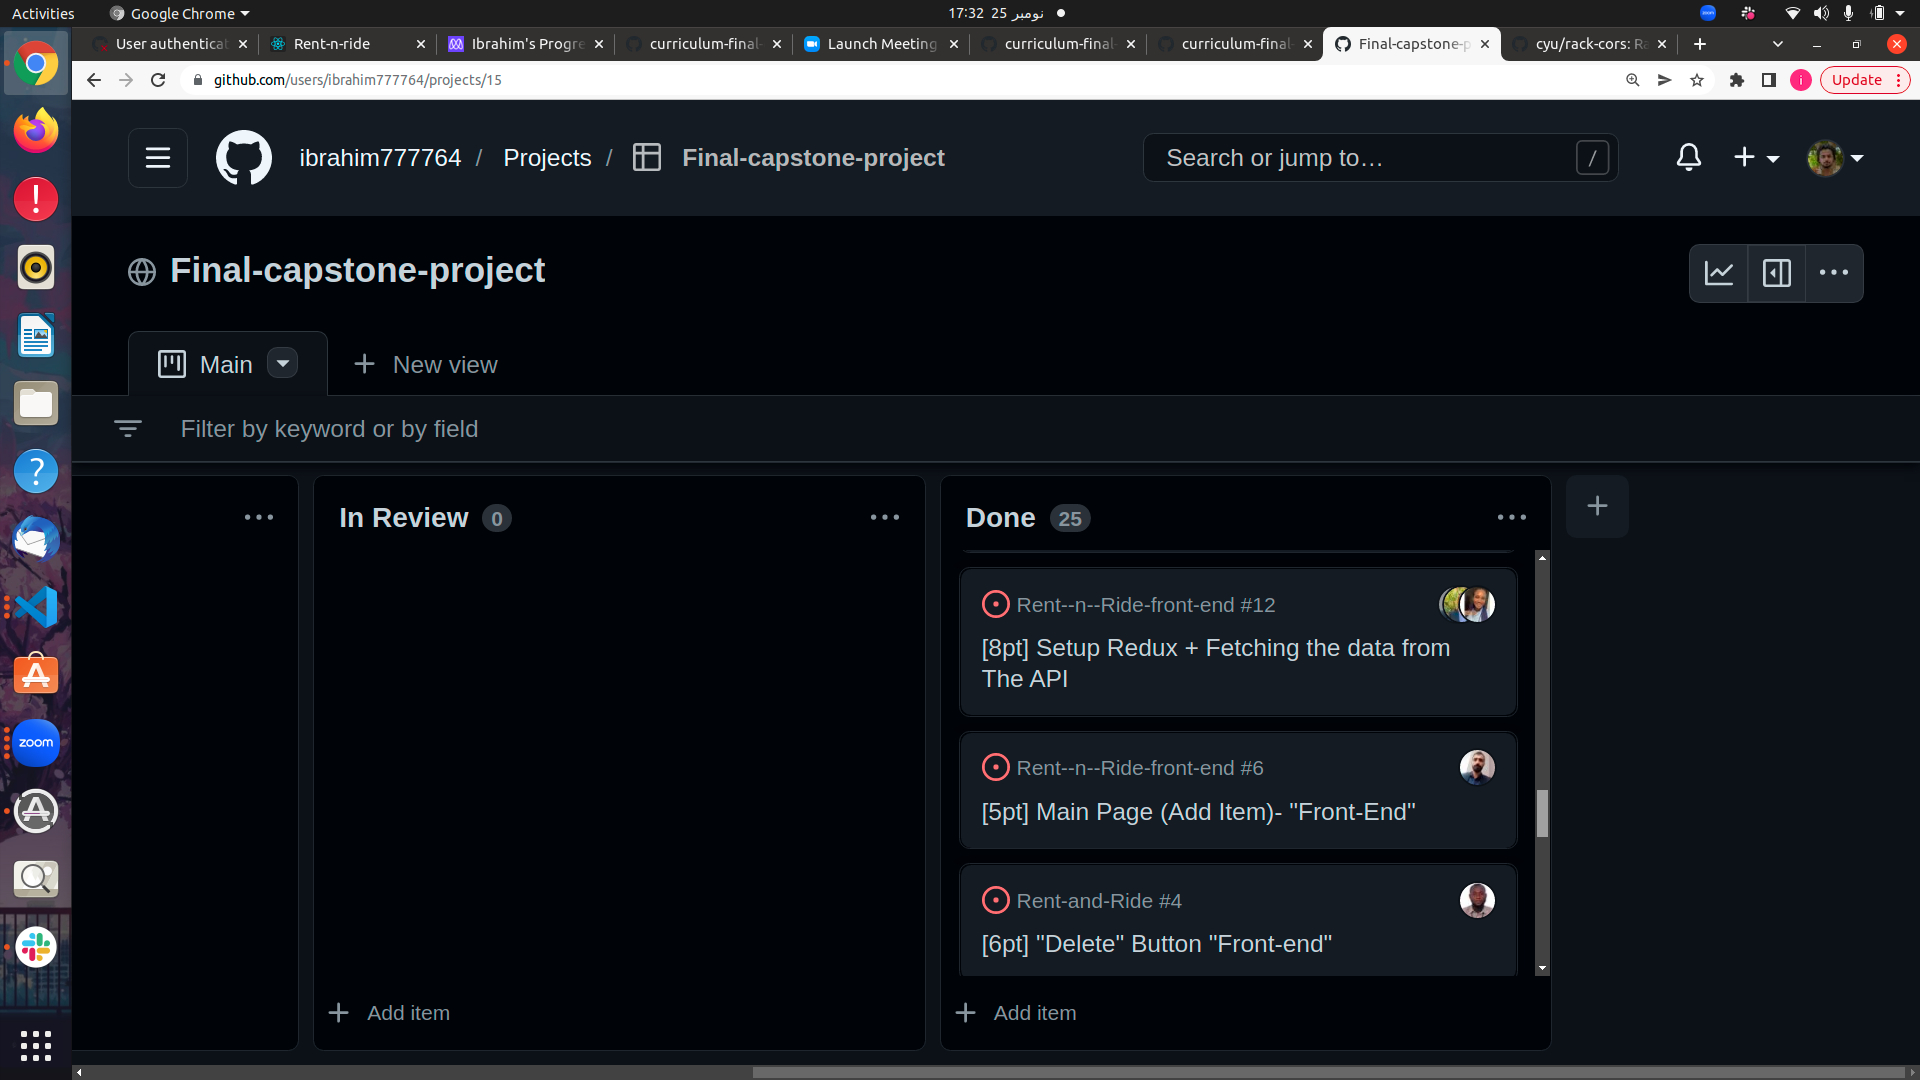 Activities
Google Chrome
17:32 25 نومبر
User authenticat
Rent-n-ride
Ibrahim's Progre
curriculum-final-
Launch Meeting
curriculum-final-
curriculum-final-
Final-capstone-p
cyu/rack-cors: Ra
github.com/users/ibrahim777764/projects/15
i
Update
ibrahim777764 / Projects / Final-capstone-project
Search or jump to…
/
Final-capstone-project
Main
New view
Filter by keyword or by field
In Review 0
Add item
Done 25
Rent--n--Ride-front-end #12
[8pt] Setup Redux + Fetching the data from
The API
Rent--n--Ride-front-end #6
[5pt] Main Page (Add Item)- "Front-End"
Rent-and-Ride #4
[6pt] "Delete" Button "Front-end"
Add item
zoom